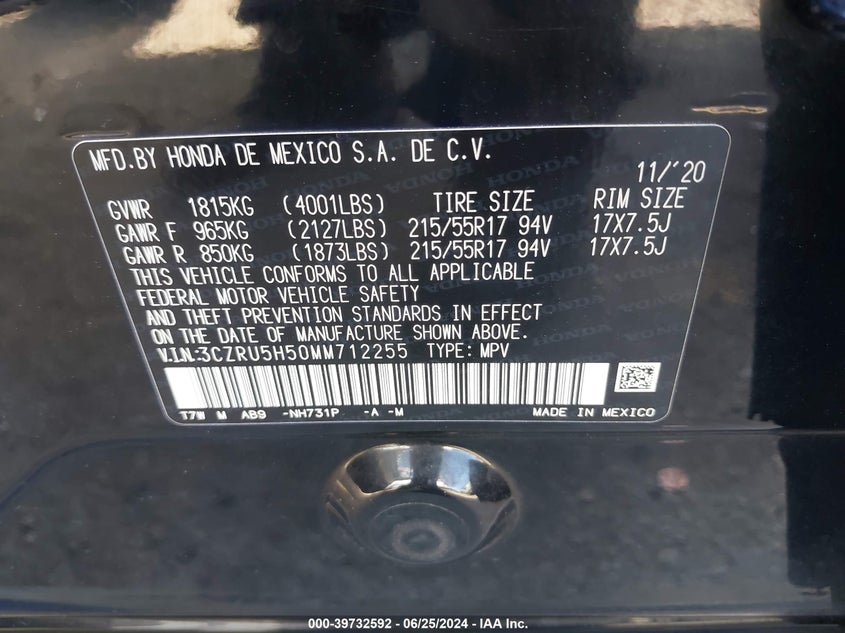 MFD.BY HONDA DE MEXICO S.A. DE C.V.
11/'20
GVWR 1815KG (4001LBS) TIRE SIZE RIM SIZE
GAWR F 965KG (2127LBS) 215/55R17 94V 17X7.5J
GAWR R 850KG (1873LBS) 215/55R17 94V 17X7.5J
THIS VEHICLE CONFORMS TO ALL APPLICABLE
FEDERAL MOTOR VEHICLE SAFETY
AND THEFT PREVENTION STANDARDS IN EFFECT
ON THE DATE OF MANUFACTURE SHOWN ABOVE.
V.I.N:3CZRU5H50MM712255 TYPE: MPV
T7W M AB9 -NH731P -A -M MADE IN MEXICO
000-39732592 - 06/25/2024 - IAA Inc.